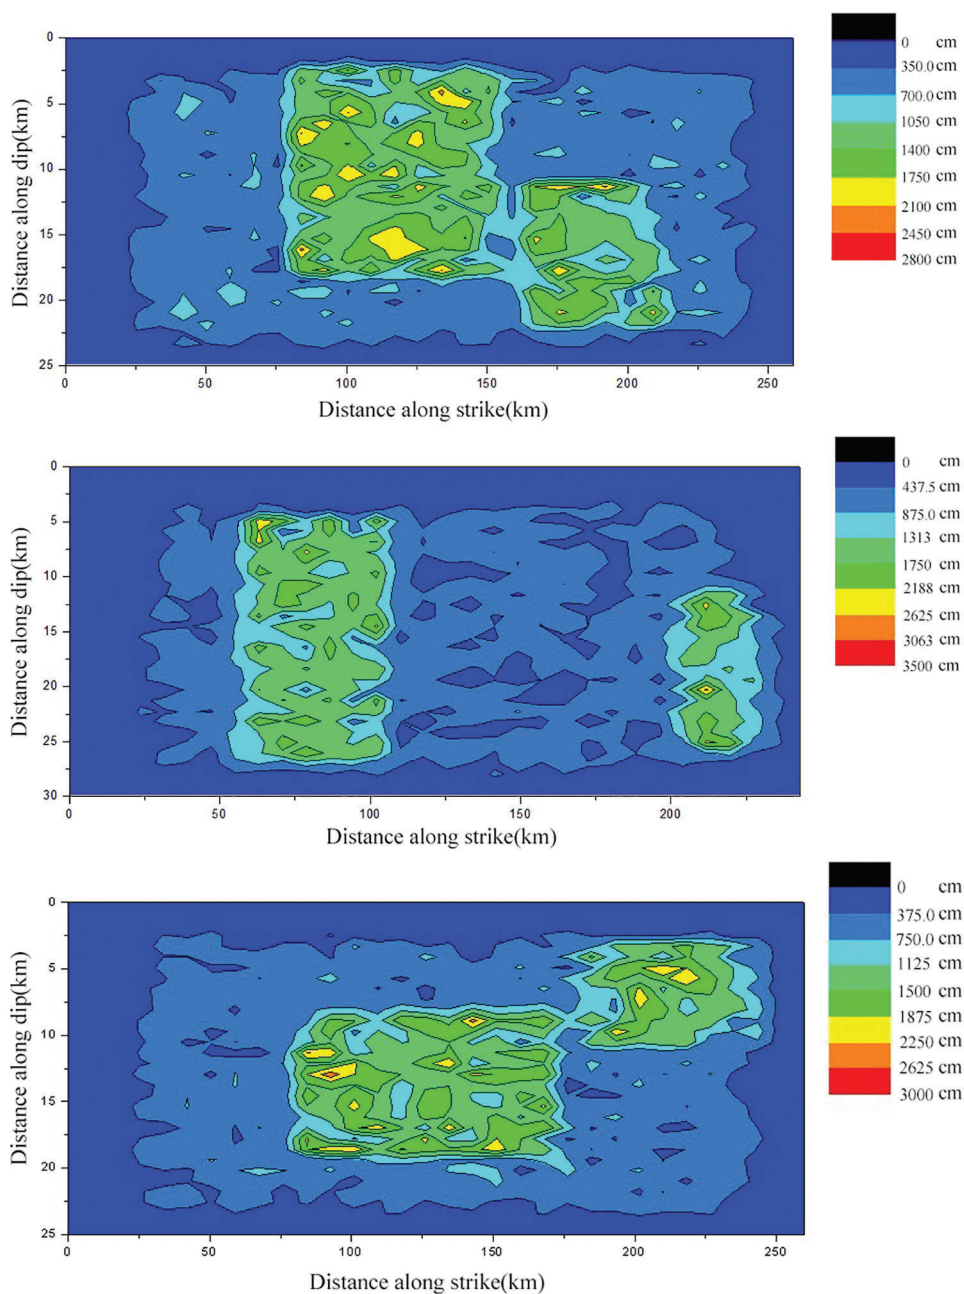 0 cm
350.0 cm
700.0 cm
1050 cm
1400 cm
1750 cm
2100 cm
2450 cm
2800 cm
Distance along dip(km)
0
5
10
15
20
25
0 50 100 150 200 250
Distance along strike(km)
0 cm
437.5 cm
875.0 cm
1313 cm
1750 cm
2188 cm
2625 cm
3063 cm
3500 cm
Distance along dip(km)
0
5
10
15
20
25
30
0 50 100 150 200
Distance along strike(km)
0 cm
375.0 cm
750.0 cm
1125 cm
1500 cm
1875 cm
2250 cm
2625 cm
3000 cm
Distance along dip(km)
0
5
10
15
20
25
0 50 100 150 200 250
Distance along strike(km)